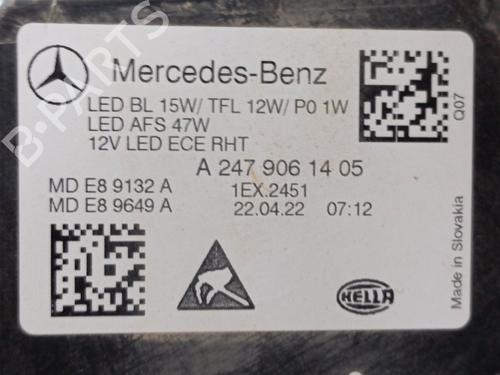 Mercedes-Benz
LED BL 15W/ TFL 12W/ P0 1W
LED AFS 47W
12V LED ECE RHT
A 247 906 14 05
MD E8 9132 A
1EX.2451
MD E8 9649 A
22.04.22 07:12
HELLA
Q07
Made in Slovakia
B-PARTS